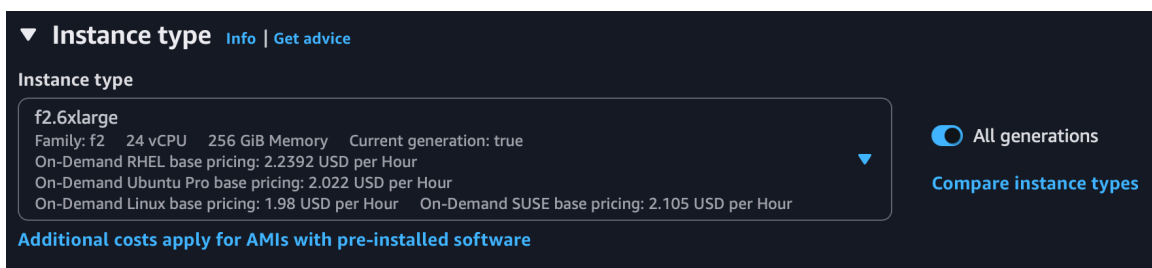 Instance type Info | Get advice
Instance type
f2.6xlarge
Family: f2 24 vCPU 256 GiB Memory Current generation: true
On-Demand RHEL base pricing: 2.2392 USD per Hour
On-Demand Ubuntu Pro base pricing: 2.022 USD per Hour
On-Demand Linux base pricing: 1.98 USD per Hour On-Demand SUSE base pricing: 2.105 USD per Hour
All generations
Compare instance types
Additional costs apply for AMIs with pre-installed software